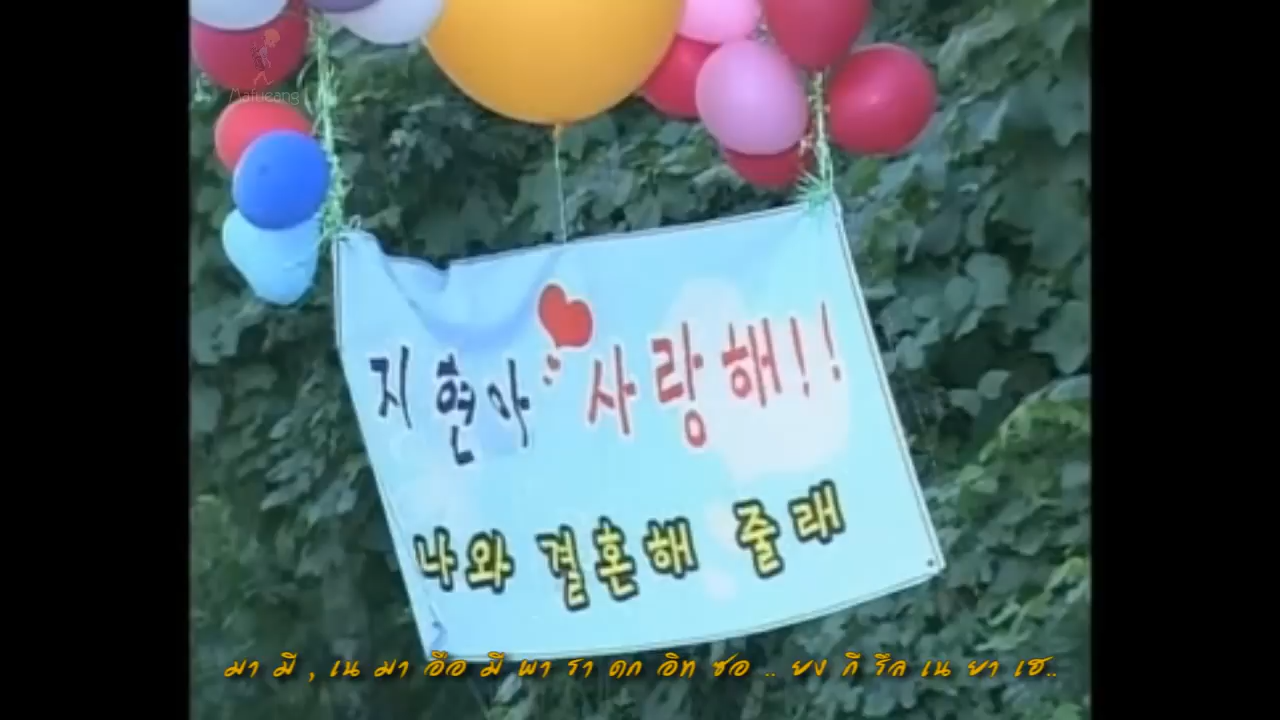 Mafueang
지현아 사랑해!!
나와 결혼해 줄래
มา มี , เน มา อึอ มี พา รา ดก อิท ซอ .. ยง กี รึล เน ยา เฮ..